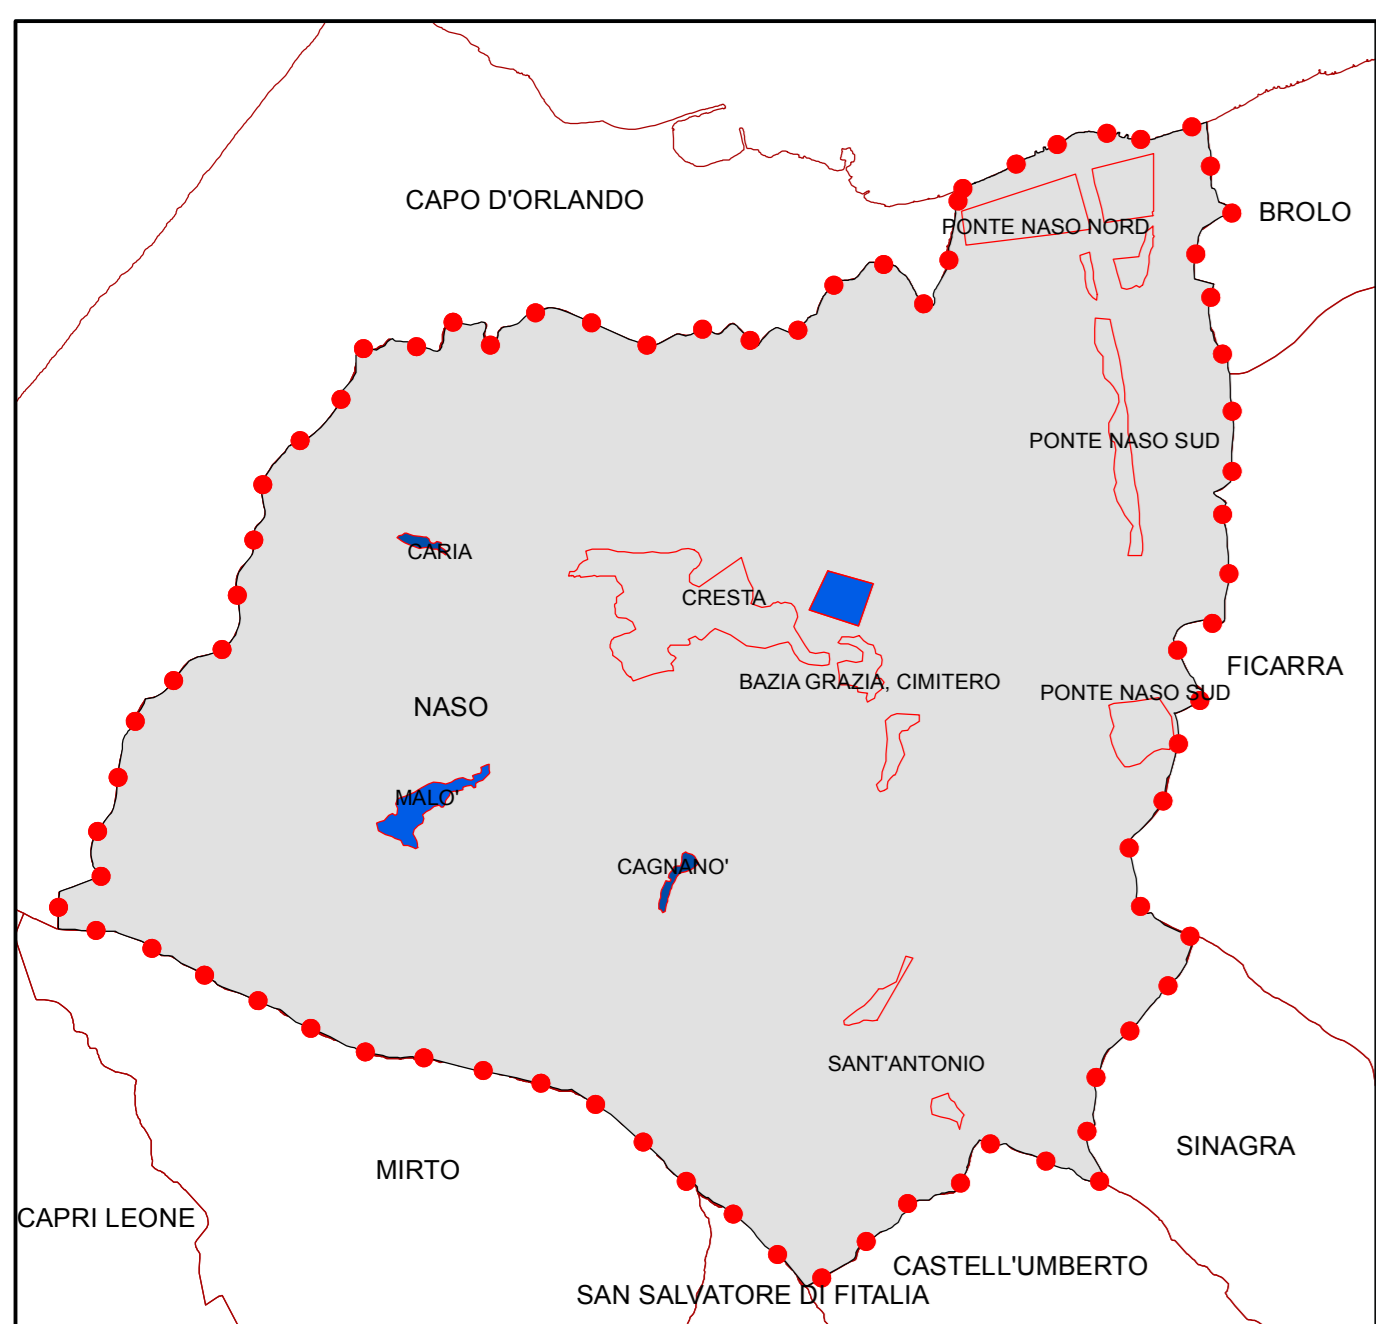 CAPO D'ORLANDO
BROLO
PONTE NASO NORD
PONTE NASO SUD
CARIA
CRESTA
FICARRA
BAZIA GRAZIA, CIMITERO
PONTE NASO SUD
NASO
MALO'
CAGNANO'
SANT'ANTONIO
SINAGRA
MIRTO
CAPRI LEONE
CASTELL'UMBERTO
SAN SALVATORE DI FITALIA